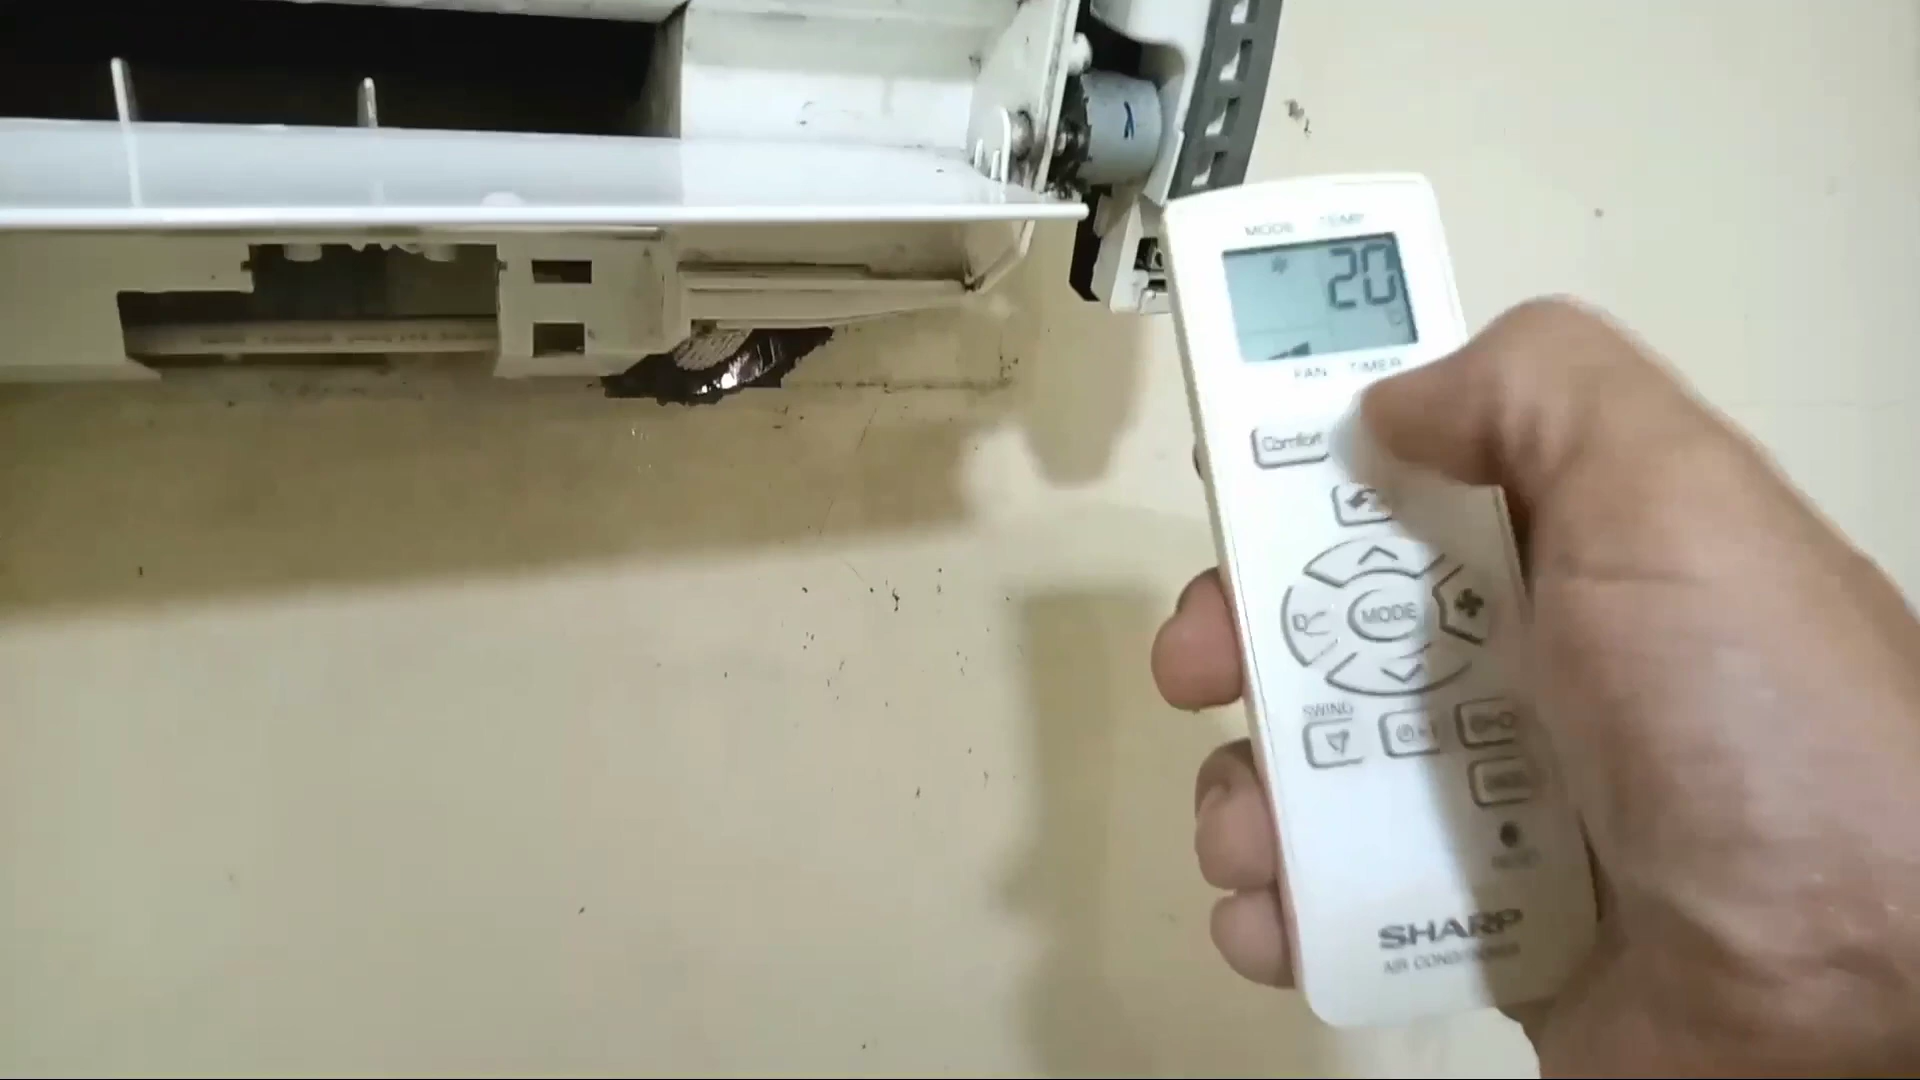 MODE TEMP
20
FAN TIMER
Comfort
MODE
SWING
SHARP
AIR CONDITIONER